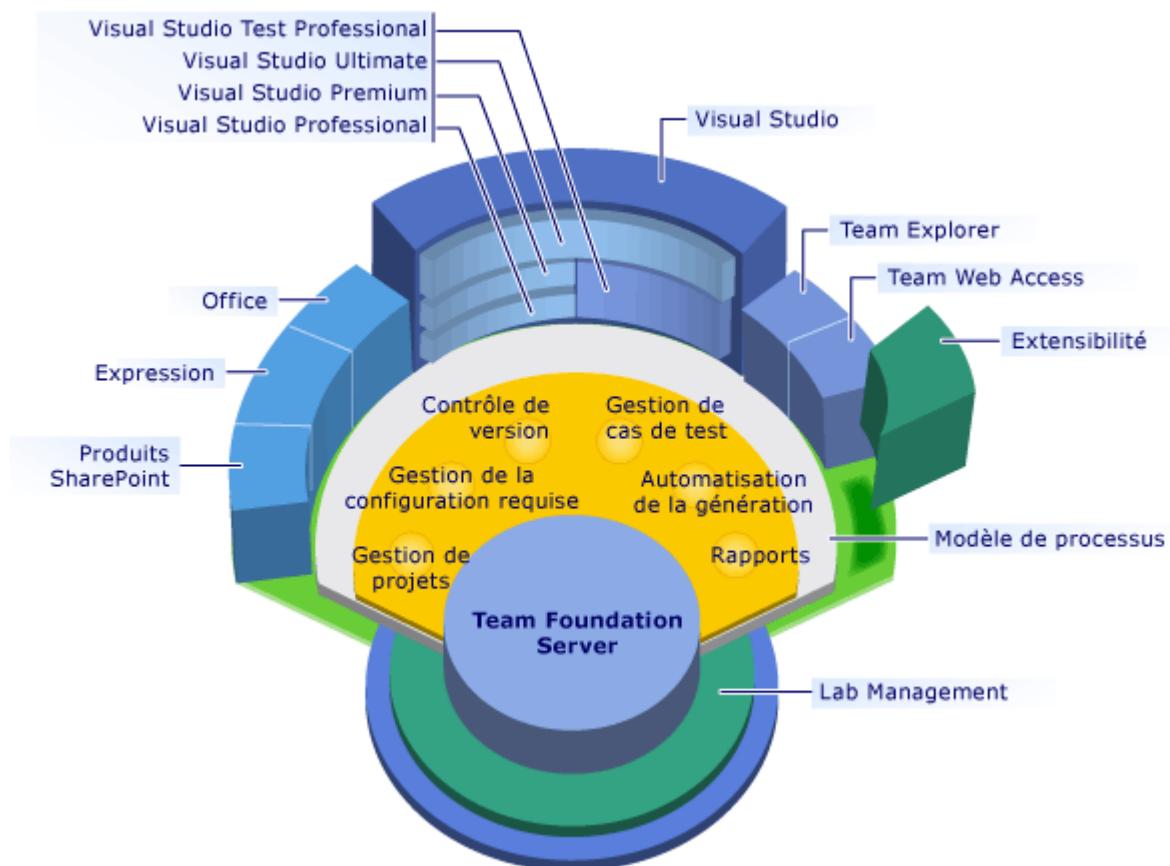 Visual Studio Test Professional
Visual Studio Ultimate
Visual Studio Premium
Visual Studio Professional
Visual Studio
Team Explorer
Team Web Access
Extensibilité
Office
Expression
Produits
SharePoint
Contrôle de
version
Gestion de
cas de test
Gestion de la
configuration requise
Automatisation
de la génération
Gestion de
projets
Rapports
Modèle de processus
Team Foundation
Server
Lab Management